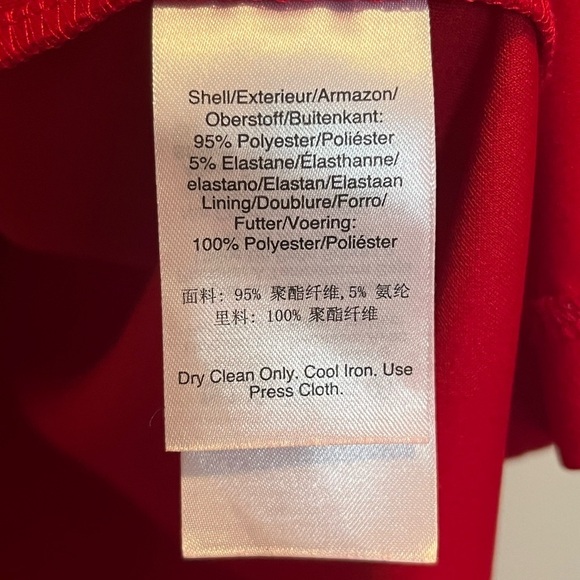 Shell/Exterieur/Armazon/
Oberstoff/Buitenkant:
95% Polyester/Poliéster
5% Elastane/Élasthanne/
elastano/Elastan/Elastaan
Lining/Doublure/Forro/
Futter/Voering:
100% Polyester/Poliéster
面料: 95% 聚酯纤维,5% 氨纶
里料: 100% 聚酯纤维
Dry Clean Only. Cool Iron. Use
Press Cloth.